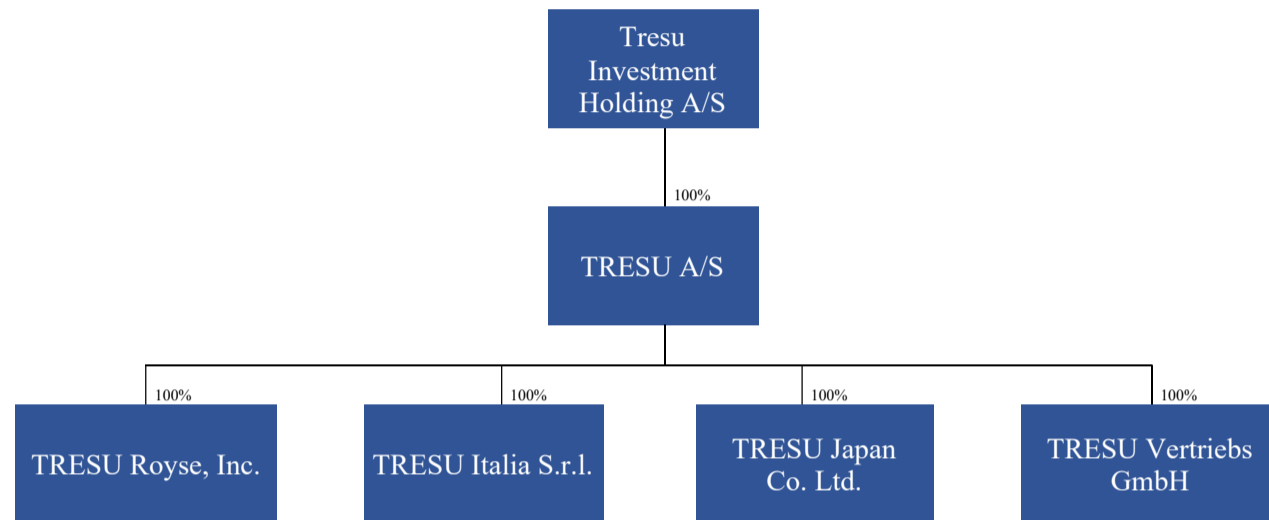 Tresu
Investment
Holding A/S
100%
TRESU A/S
100%
100%
100%
100%
TRESU Royse, Inc.
TRESU Italia S.r.l.
TRESU Japan
Co. Ltd.
TRESU Vertriebs
GmbH